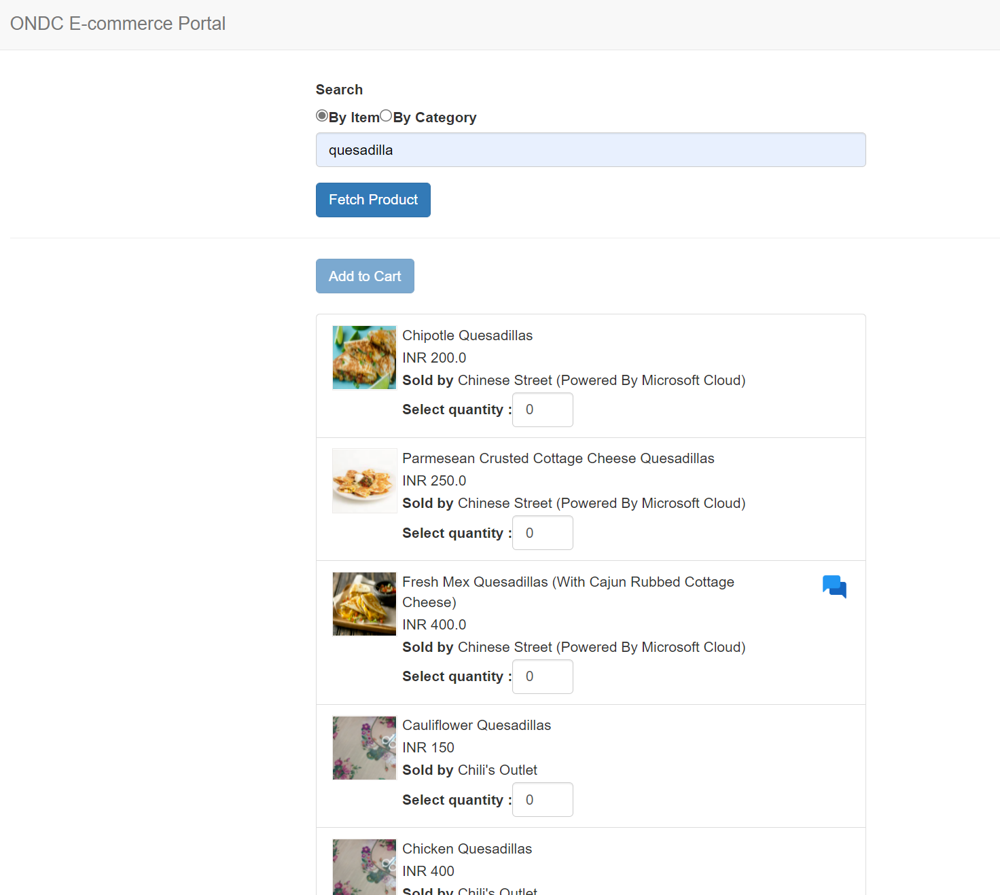 ONDC E-commerce Portal
Search
By Item By Category
quesadilla
Fetch Product
Add to Cart
Chipotle Quesadillas
INR 200.0
Sold by Chinese Street (Powered By Microsoft Cloud)
Select quantity : 0
Parmesean Crusted Cottage Cheese Quesadillas
INR 250.0
Sold by Chinese Street (Powered By Microsoft Cloud)
Select quantity : 0
Fresh Mex Quesadillas (With Cajun Rubbed Cottage
Cheese)
INR 400.0
Sold by Chinese Street (Powered By Microsoft Cloud)
Select quantity : 0
Cauliflower Quesadillas
INR 150
Sold by Chili's Outlet
Select quantity : 0
Chicken Quesadillas
INR 400
Sold by Chili's Outlet